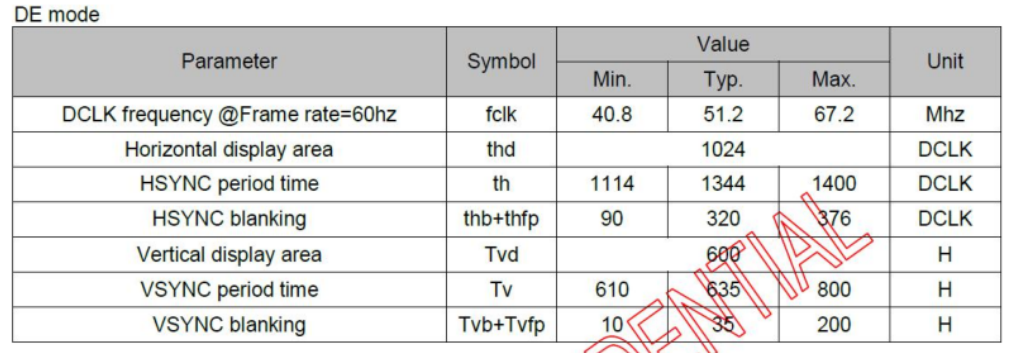 DE mode
Parameter Symbol Value Unit
Min. Typ. Max.
DCLK frequency @Frame rate=60hz fclk 40.8 51.2 67.2 Mhz
Horizontal display area thd 1024 DCLK
HSYNC period time th 1114 1344 1400 DCLK
HSYNC blanking thb+thfp 90 320 376 DCLK
Vertical display area Tvd 600 H
VSYNC period time Tv 610 635 800 H
VSYNC blanking Tvb+Tvfp 10 35 200 H
DENTIAL